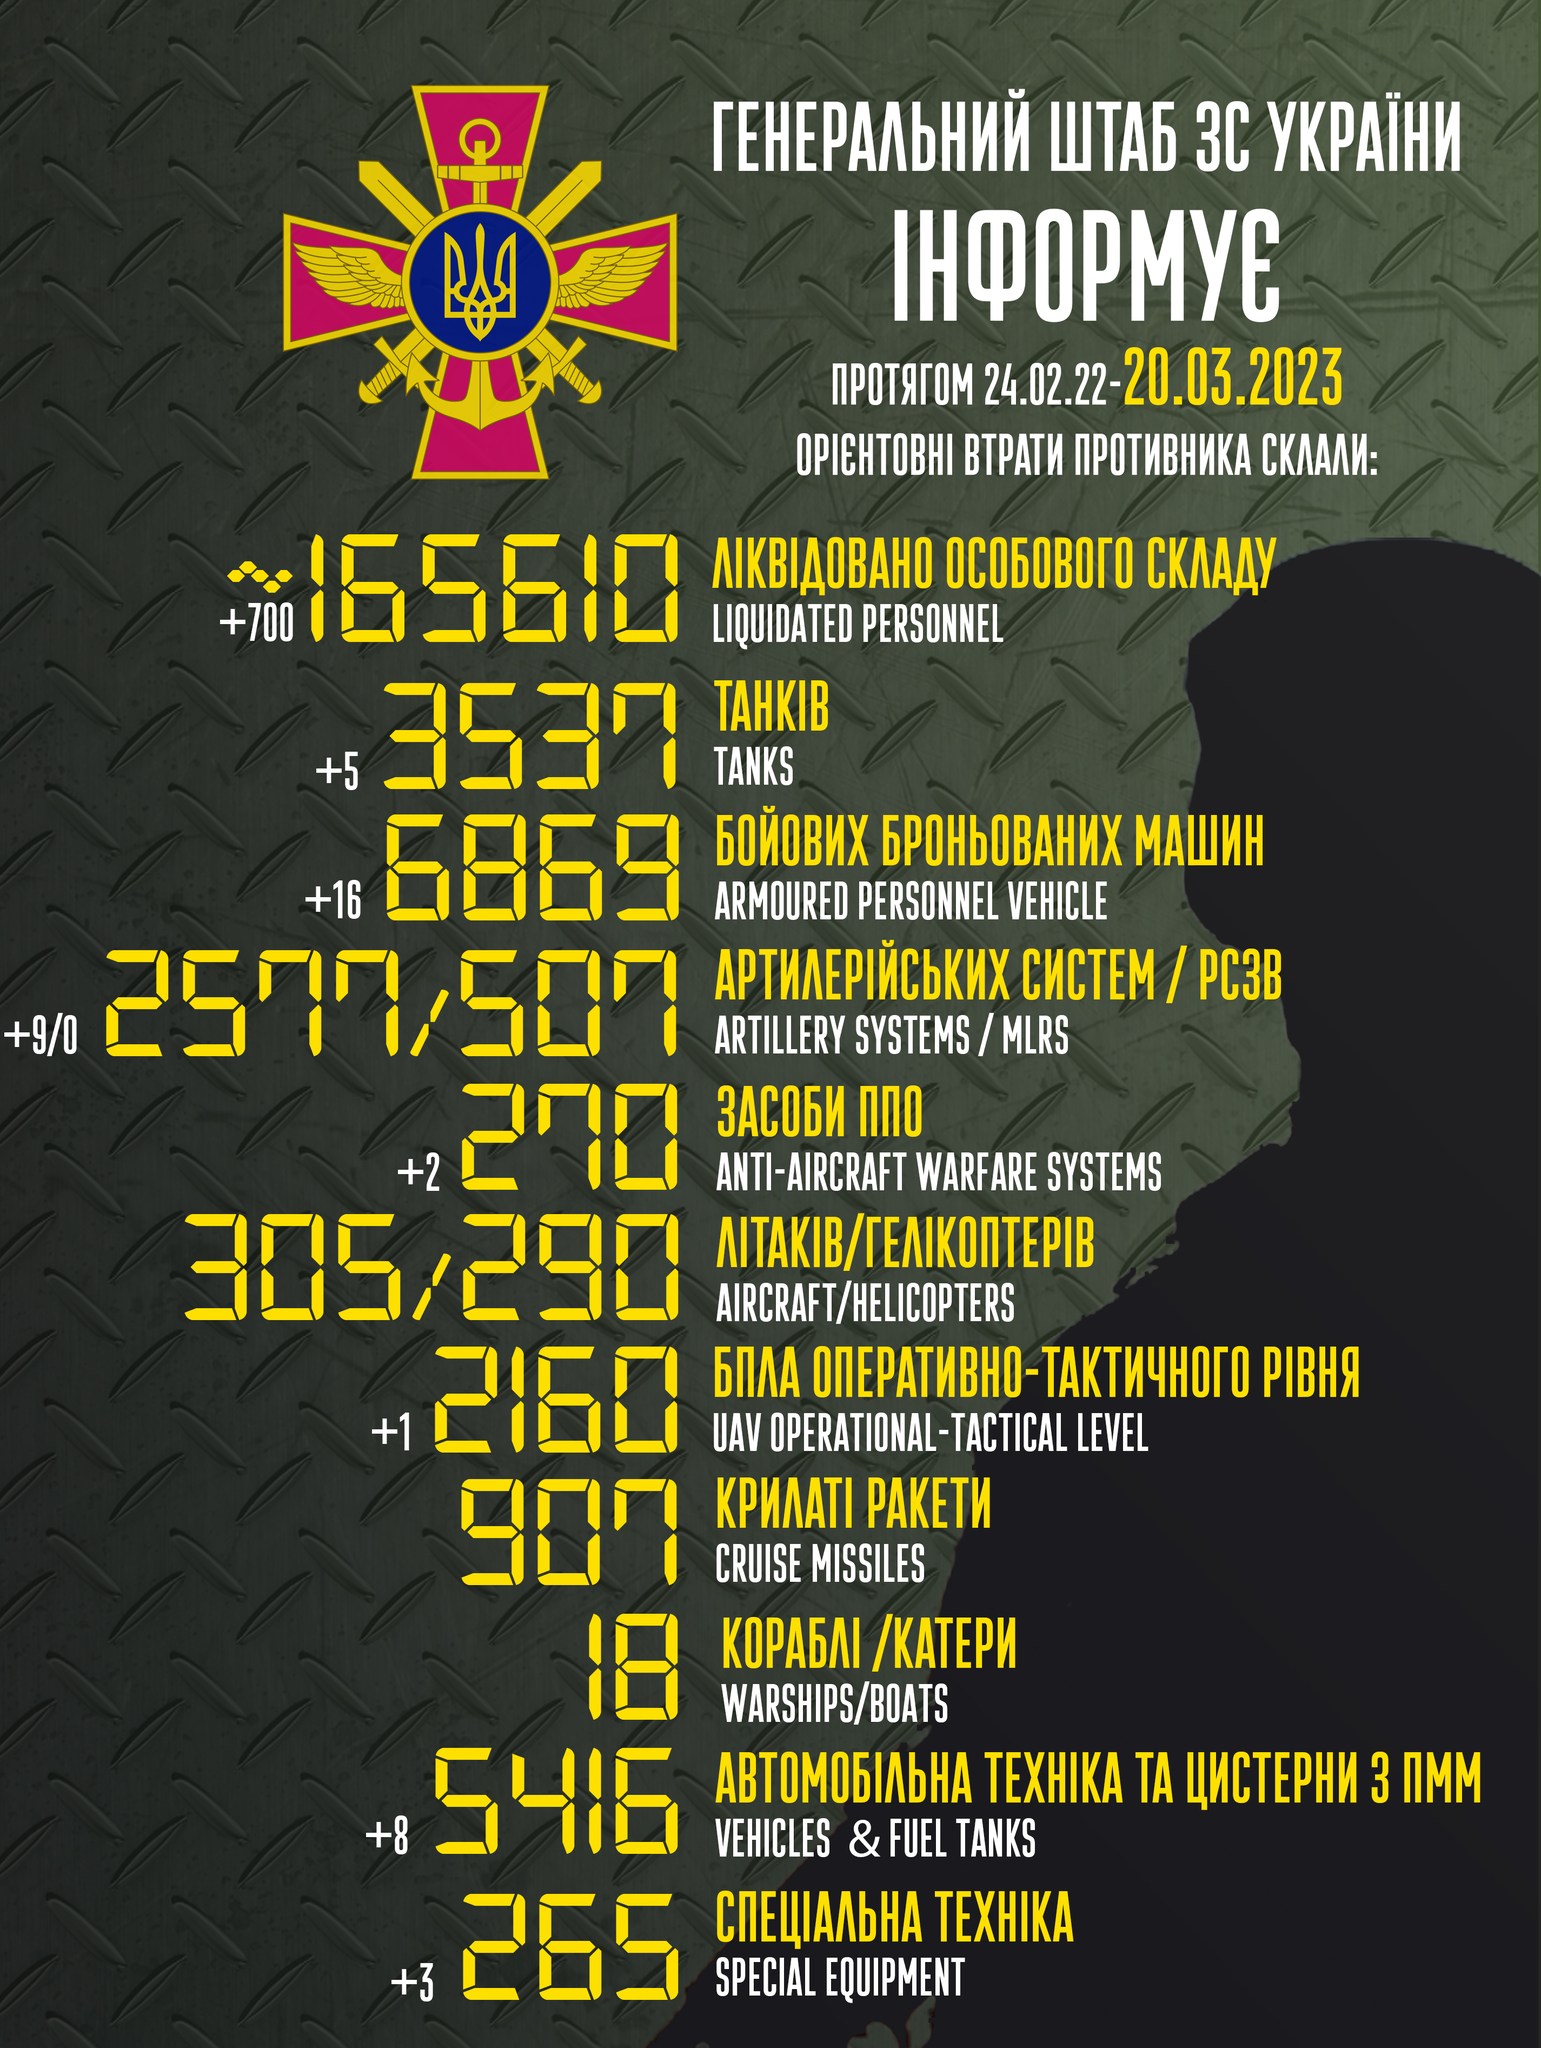 ГЕНЕРАЛЬНИЙ ШТАБ ЗС УКРАЇНИ
ІНФОРМУЄ
ПРОТЯГОМ 24.02.22-20.03.2023
ОРІЄНТОВНІ ВТРАТИ ПРОТИВНИКА СКЛАЛИ:
~165610 ЛІКВІДОВАНО ОСОБОВОГО СКЛАДУ
+700 LIQUIDATED PERSONNEL
3537 ТАНКІВ
+5 TANKS
6869 БОЙОВИХ БРОНЬОВАНИХ МАШИН
+16 ARMOURED PERSONNEL VEHICLE
2577/507 АРТИЛЕРІЙСЬКИХ СИСТЕМ / РСЗВ
+9/0 ARTILLERY SYSTEMS / MLRS
270 ЗАСОБИ ППО
+2 ANTI-AIRCRAFT WARFARE SYSTEMS
305/290 ЛІТАКІВ/ГЕЛІКОПТЕРІВ
AIRCRAFT/HELICOPTERS
2160 БПЛА ОПЕРАТИВНО-ТАКТИЧНОГО РІВНЯ
+1 UAV OPERATIONAL-TACTICAL LEVEL
907 КРИЛАТІ РАКЕТИ
CRUISE MISSILES
18 КОРАБЛІ /КАТЕРИ
WARSHIPS/BOATS
5416 АВТОМОБІЛЬНА ТЕХНІКА ТА ЦИСТЕРНИ З ПММ
+8 VEHICLES & FUEL TANKS
265 СПЕЦІАЛЬНА ТЕХНІКА
+3 SPECIAL EQUIPMENT